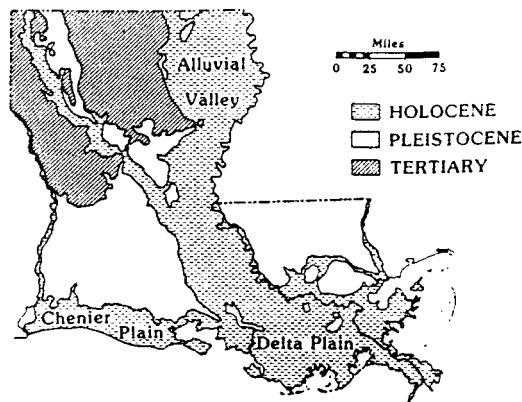 Miles
0 25 50 75
Alluvial
Valley
HOLOCENE
PLEISTOCENE
TERTIARY
Chenier
Plain
Delta Plain